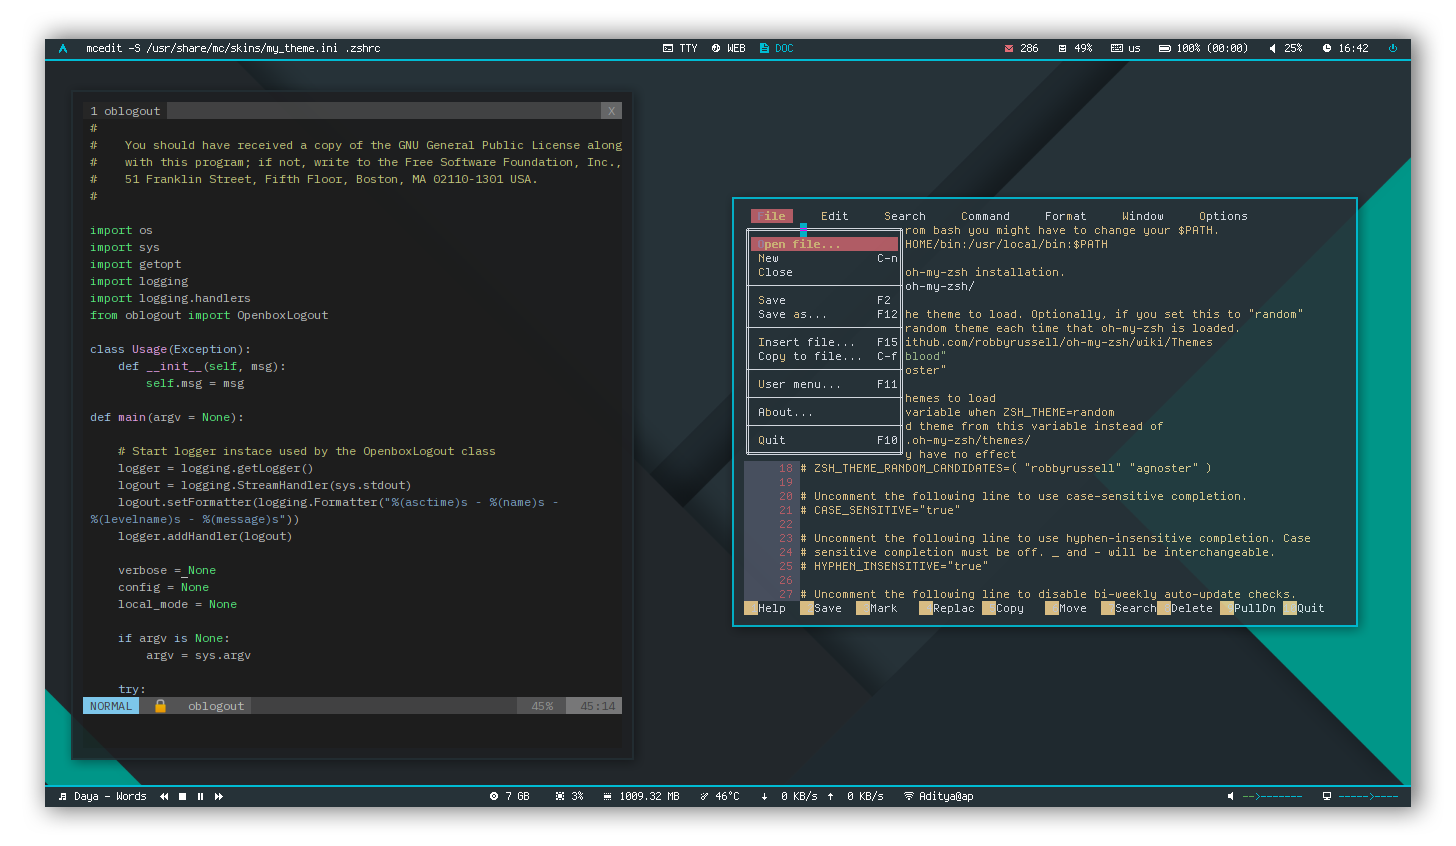 mcedit -S /usr/share/mc/skins/my_theme.ini .zshrc
TTY WEB DOC
286 49% us 100% (00:00) 25% 16:42
1 oblogout X
#
#    You should have received a copy of the GNU General Public License along
#    with this program; if not, write to the Free Software Foundation, Inc.,
#    51 Franklin Street, Fifth Floor, Boston, MA 02110-1301 USA.
#
import os
import sys
import getopt
import logging
import logging.handlers
from oblogout import OpenboxLogout
class Usage(Exception):
    def __init__(self, msg):
        self.msg = msg
def main(argv = None):
    # Start logger instace used by the OpenboxLogout class
    logger = logging.getLogger()
    logout = logging.StreamHandler(sys.stdout)
    logout.setFormatter(logging.Formatter("%(asctime)s - %(name)s -
%(levelname)s - %(message)s"))
    logger.addHandler(logout)
    verbose = None
    config = None
    local_mode = None
    if argv is None:
        argv = sys.argv
    try:
NORMAL oblogout 45% 45:14
File Edit Search Command Format Window Options
rom bash you might have to change your $PATH.
Open file... HOME/bin:/usr/local/bin:$PATH
New C-n
Close oh-my-zsh installation.
oh-my-zsh/
Save F2
Save as... F12 he theme to load. Optionally, if you set this to "random"
random theme each time that oh-my-zsh is loaded.
Insert file... F15 ithub.com/robbyrussell/oh-my-zsh/wiki/Themes
Copy to file... C-f blood"
oster"
User menu... F11
hemes to load
About... variable when ZSH_THEME=random
d theme from this variable instead of
Quit F10 .oh-my-zsh/themes/
y have no effect
18 # ZSH_THEME_RANDOM_CANDIDATES=( "robbyrussell" "agnoster" )
19
20 # Uncomment the following line to use case-sensitive completion.
21 # CASE_SENSITIVE="true"
22
23 # Uncomment the following line to use hyphen-insensitive completion. Case
24 # sensitive completion must be off. _ and - will be interchangeable.
25 # HYPHEN_INSENSITIVE="true"
26
27 # Uncomment the following line to disable bi-weekly auto-update checks.
Help Save Mark Replac Copy Move Search Delete PullDn Quit
Daya - Words
7 GB 3% 1009.32 MB 46°C ↓ 0 KB/s ↑ 0 KB/s Aditya@ap
-->------- ----->----